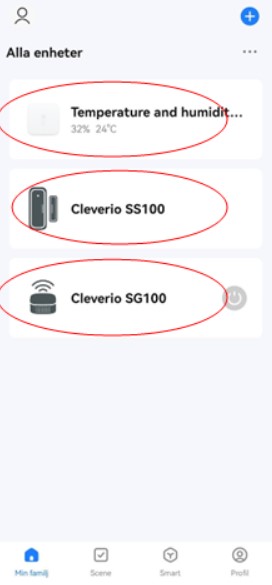 Alla enheter
Temperature and humidit...
32% 24°C
Cleverio SS100
Cleverio SG100
Min familj
Scene
Smart
Profil